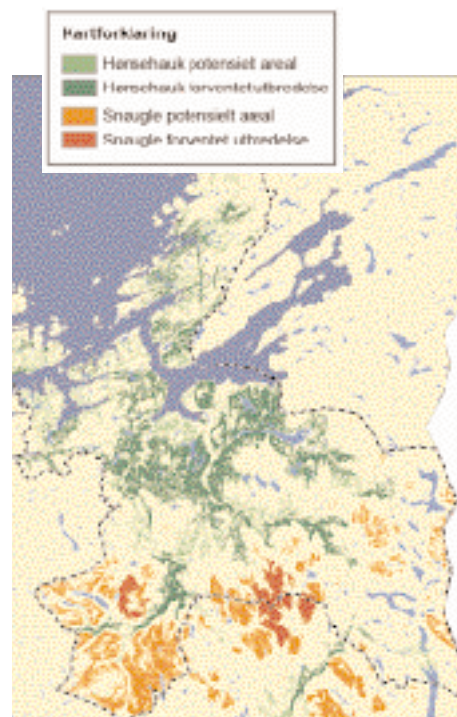 Kartforklaring
Hønsehauk potensielt areal
Hønsehauk forventet utbredelse
Snøugle potensielt areal
Snøugle forventet utbredelse